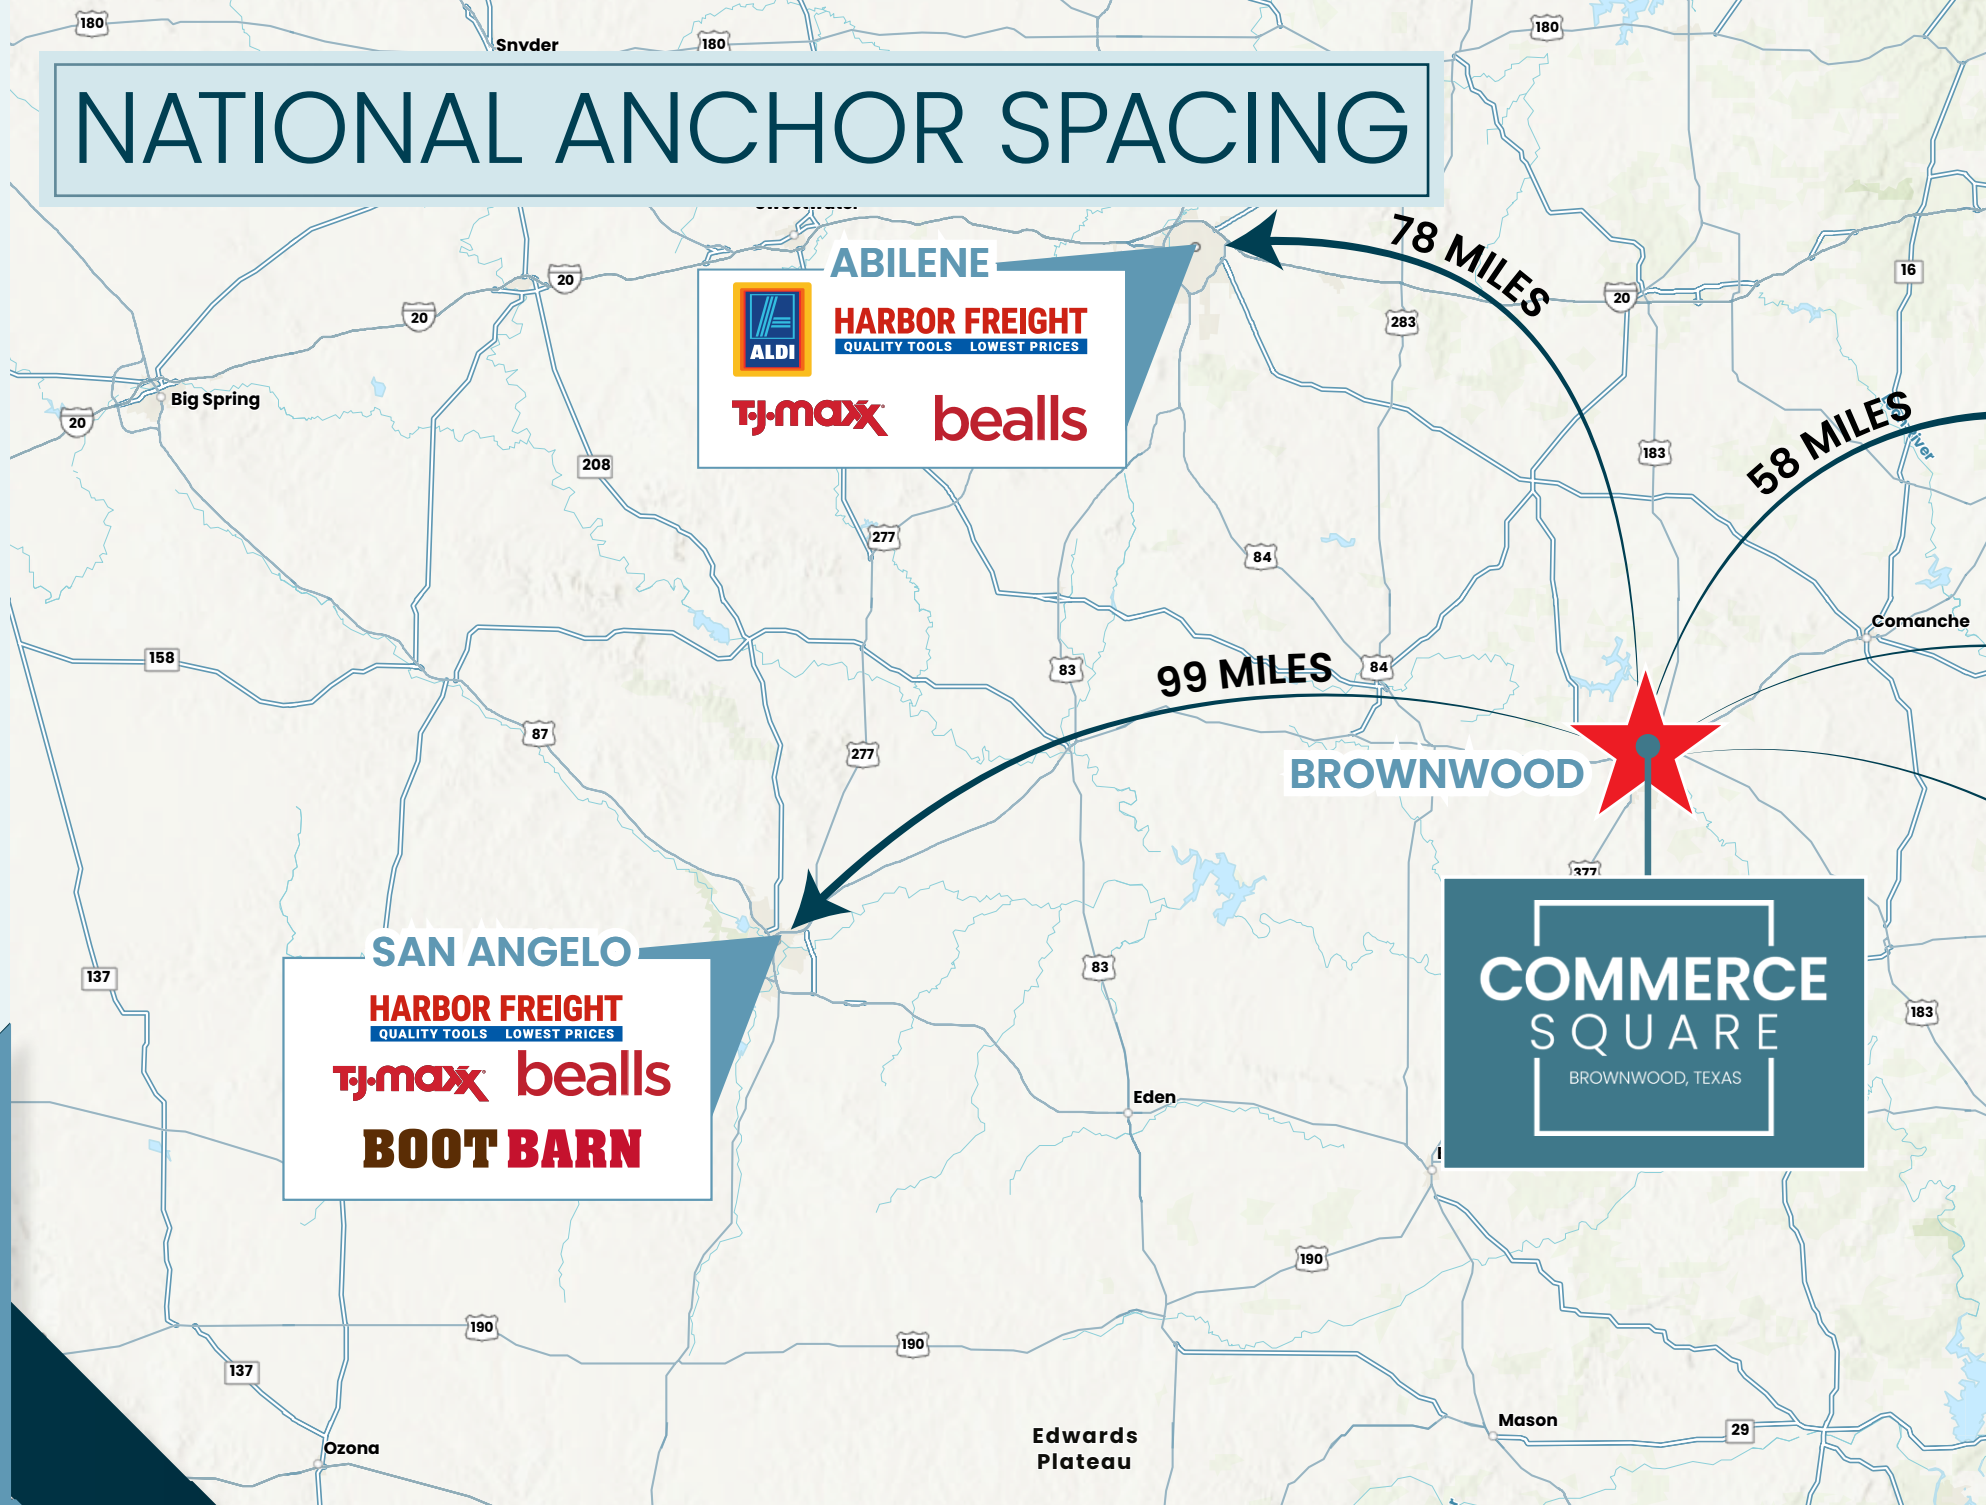 180
Snyder
180
180
NATIONAL ANCHOR SPACING
Sweetwater
ABILENE
ALDI
HARBOR FREIGHT
QUALITY TOOLS LOWEST PRICES
T·J·maxx
bealls
78 MILES
16
20
20
20
283
Big Spring
20
58 MILES
183
208
277
84
Comanche
158
83
99 MILES
84
87
277
BROWNWOOD
377
SAN ANGELO
HARBOR FREIGHT
QUALITY TOOLS LOWEST PRICES
T·J·maxx
bealls
BOOT BARN
137
83
COMMERCE
SQUARE
BROWNWOOD, TEXAS
183
Eden
190
190
190
137
Mason
29
Edwards
Plateau
Ozona